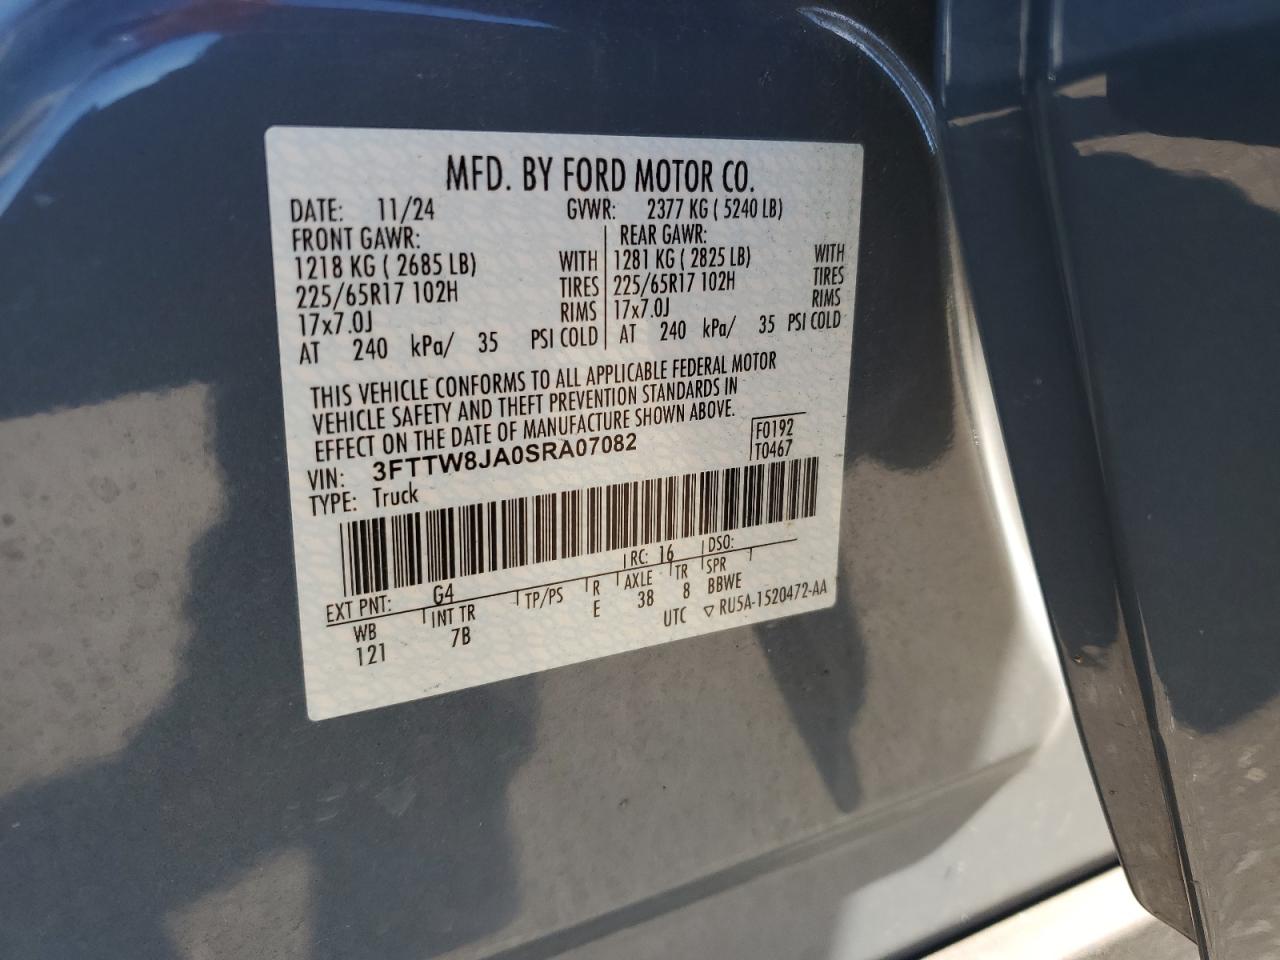 MFD. BY FORD MOTOR CO.
DATE: 11/24 GVWR: 2377 KG ( 5240 LB)
FRONT GAWR: REAR GAWR:
1218 KG ( 2685 LB) WITH 1281 KG ( 2825 LB) WITH
225/65R17 102H TIRES 225/65R17 102H TIRES
17x7.0J RIMS 17x7.0J RIMS
AT 240 kPa/ 35 PSI COLD AT 240 kPa/ 35 PSI COLD
THIS VEHICLE CONFORMS TO ALL APPLICABLE FEDERAL MOTOR
VEHICLE SAFETY AND THEFT PREVENTION STANDARDS IN
EFFECT ON THE DATE OF MANUFACTURE SHOWN ABOVE.
VIN: 3FTTW8JA0SRA07082 F0192
TYPE: Truck T0467
EXT PNT: G4 RC: 16 DSO:
WB INT TR TP/PS R AXLE TR SPR
121 7B E 38 8 BBWE
UTC ▽ RU5A-1520472-AA